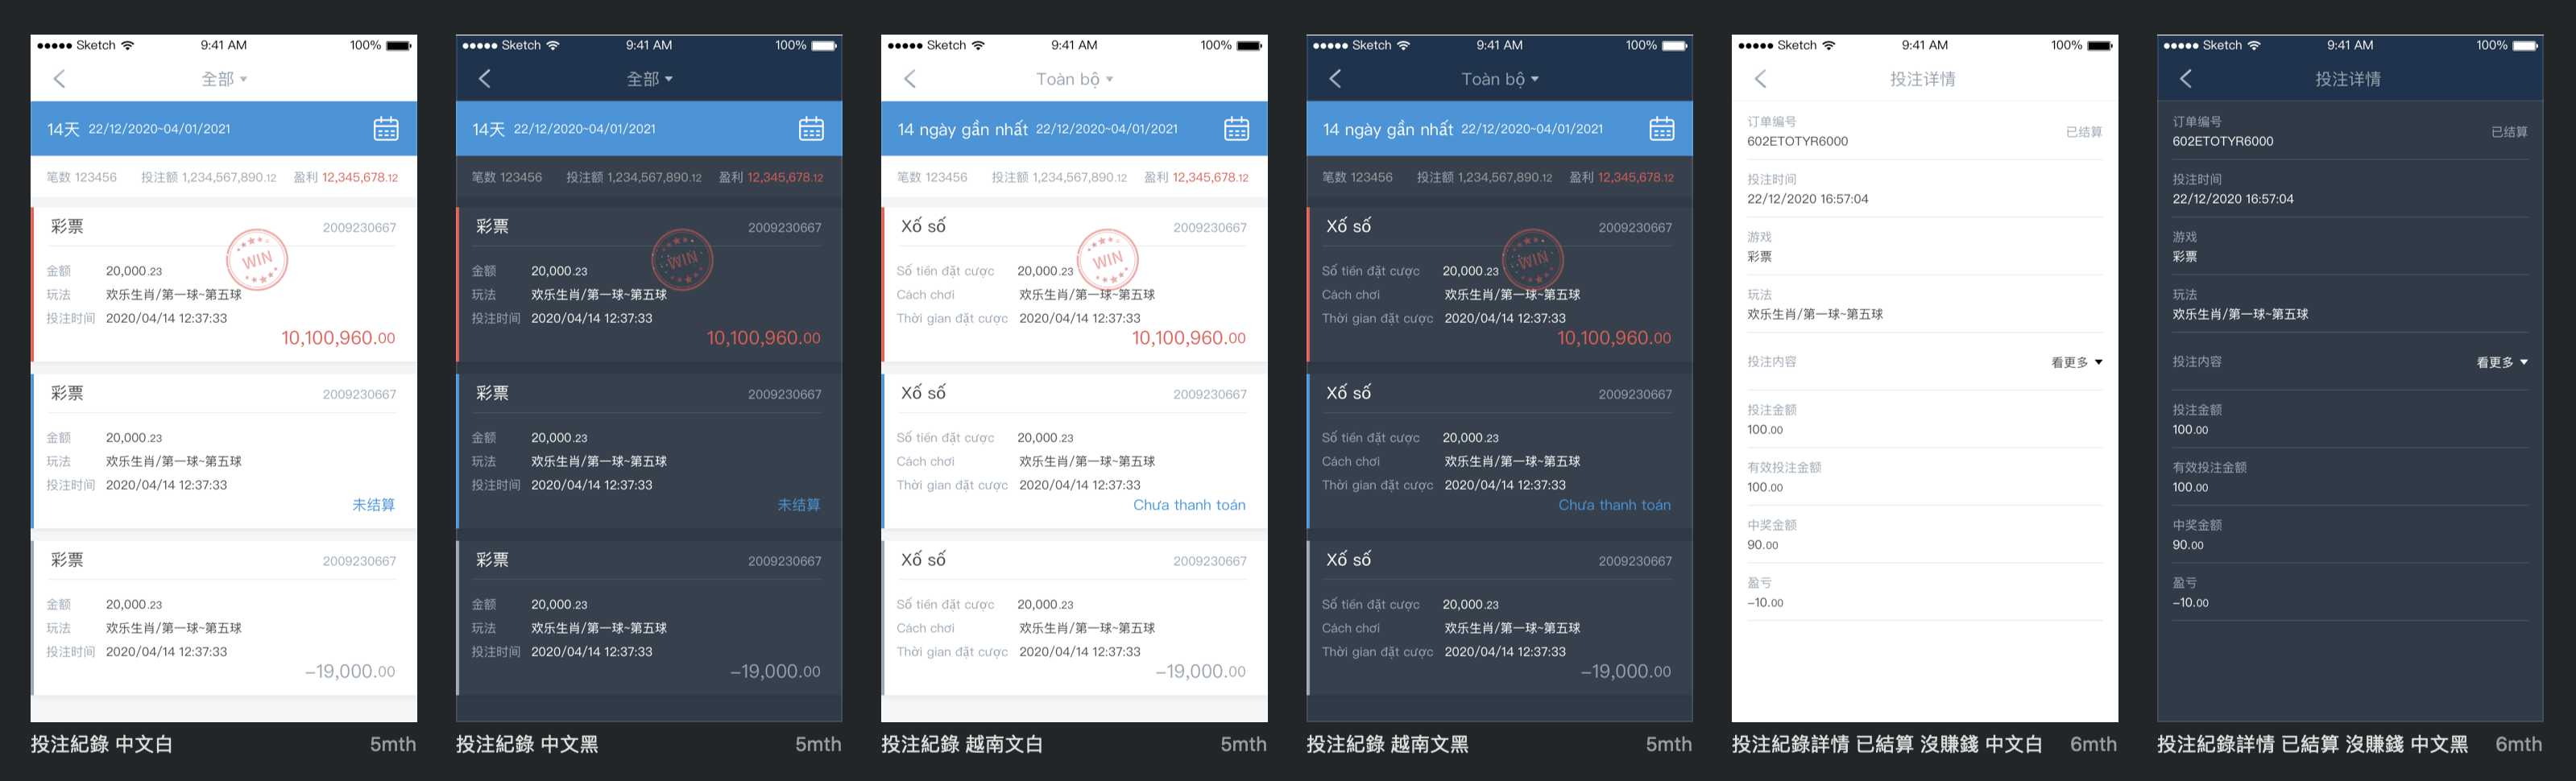 Sketch 9:41 AM 100%
全部
14天 22/12/2020~04/01/2021
笔数 123456 投注额 1,234,567,890.12 盈利 12,345,678.12
彩票 2009230667
WIN
金额 20,000.23
玩法 欢乐生肖/第一球~第五球
投注时间 2020/04/14 12:37:33
10,100,960.00
彩票 2009230667
金额 20,000.23
玩法 欢乐生肖/第一球~第五球
投注时间 2020/04/14 12:37:33
未结算
彩票 2009230667
金额 20,000.23
玩法 欢乐生肖/第一球~第五球
投注时间 2020/04/14 12:37:33
-19,000.00
投注紀錄 中文白 5mth
Sketch 9:41 AM 100%
全部
14天 22/12/2020~04/01/2021
笔数 123456 投注额 1,234,567,890.12 盈利 12,345,678.12
彩票 2009230667
WIN
金额 20,000.23
玩法 欢乐生肖/第一球~第五球
投注时间 2020/04/14 12:37:33
10,100,960.00
彩票 2009230667
金额 20,000.23
玩法 欢乐生肖/第一球~第五球
投注时间 2020/04/14 12:37:33
未结算
彩票 2009230667
金额 20,000.23
玩法 欢乐生肖/第一球~第五球
投注时间 2020/04/14 12:37:33
-19,000.00
投注紀錄 中文黑 5mth
Sketch 9:41 AM 100%
Toàn bộ
14 ngày gần nhất 22/12/2020~04/01/2021
笔数 123456 投注额 1,234,567,890.12 盈利 12,345,678.12
Xổ số 2009230667
WIN
Số tiền đặt cược 20,000.23
Cách chơi 欢乐生肖/第一球~第五球
Thời gian đặt cược 2020/04/14 12:37:33
10,100,960.00
Xổ số 2009230667
Số tiền đặt cược 20,000.23
Cách chơi 欢乐生肖/第一球~第五球
Thời gian đặt cược 2020/04/14 12:37:33
Chưa thanh toán
Xổ số 2009230667
Số tiền đặt cược 20,000.23
Cách chơi 欢乐生肖/第一球~第五球
Thời gian đặt cược 2020/04/14 12:37:33
-19,000.00
投注紀錄 越南文白 5mth
Sketch 9:41 AM 100%
Toàn bộ
14 ngày gần nhất 22/12/2020~04/01/2021
笔数 123456 投注额 1,234,567,890.12 盈利 12,345,678.12
Xổ số 2009230667
WIN
Số tiền đặt cược 20,000.23
Cách chơi 欢乐生肖/第一球~第五球
Thời gian đặt cược 2020/04/14 12:37:33
10,100,960.00
Xổ số 2009230667
Số tiền đặt cược 20,000.23
Cách chơi 欢乐生肖/第一球~第五球
Thời gian đặt cược 2020/04/14 12:37:33
Chưa thanh toán
Xổ số 2009230667
Số tiền đặt cược 20,000.23
Cách chơi 欢乐生肖/第一球~第五球
Thời gian đặt cược 2020/04/14 12:37:33
-19,000.00
投注紀錄 越南文黑 5mth
Sketch 9:41 AM 100%
投注详情
订单编号
602ETOTYR6000 已结算
投注时间
22/12/2020 16:57:04
游戏
彩票
玩法
欢乐生肖/第一球~第五球
投注内容 看更多
投注金额
100.00
有效投注金额
100.00
中奖金额
90.00
盈亏
-10.00
投注紀錄詳情 已結算 沒賺錢 中文白 6mth
Sketch 9:41 AM 100%
投注详情
订单编号
602ETOTYR6000 已结算
投注时间
22/12/2020 16:57:04
游戏
彩票
玩法
欢乐生肖/第一球~第五球
投注内容 看更多
投注金额
100.00
有效投注金额
100.00
中奖金额
90.00
盈亏
-10.00
投注紀錄詳情 已結算 沒賺錢 中文黑 6mth